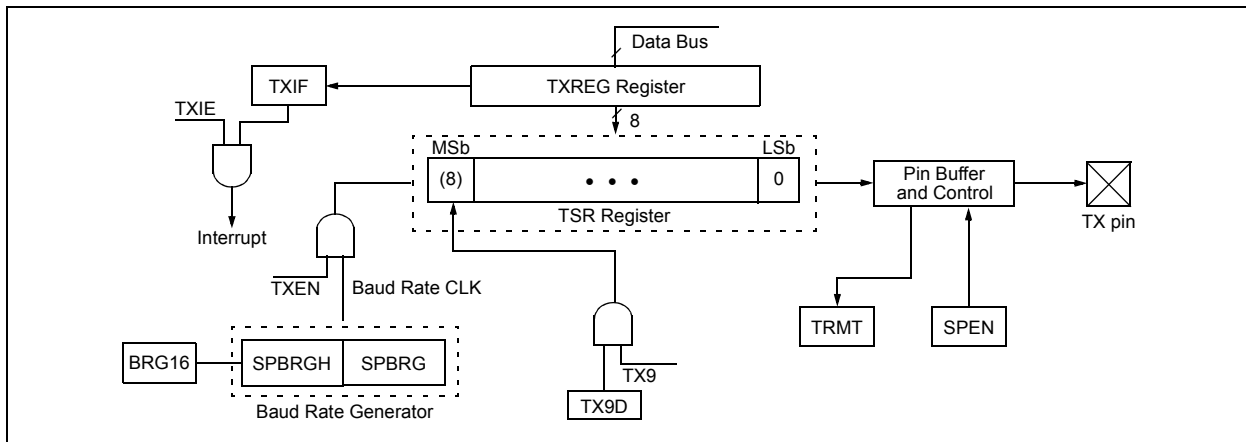 Data Bus
TXIF
TXREG Register
TXIE
8
MSb
LSb
(8)
• • •
0
Pin Buffer
and Control
TSR Register
TX pin
Interrupt
TXEN
Baud Rate CLK
TRMT
SPEN
BRG16
SPBRGH
SPBRG
TX9
Baud Rate Generator
TX9D